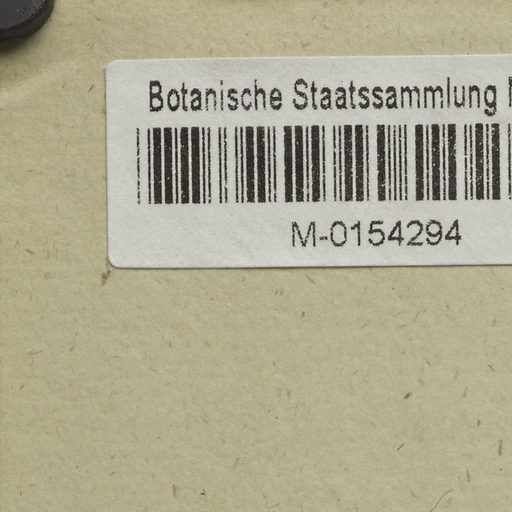 Botanische Staatssammlung
M-0154294